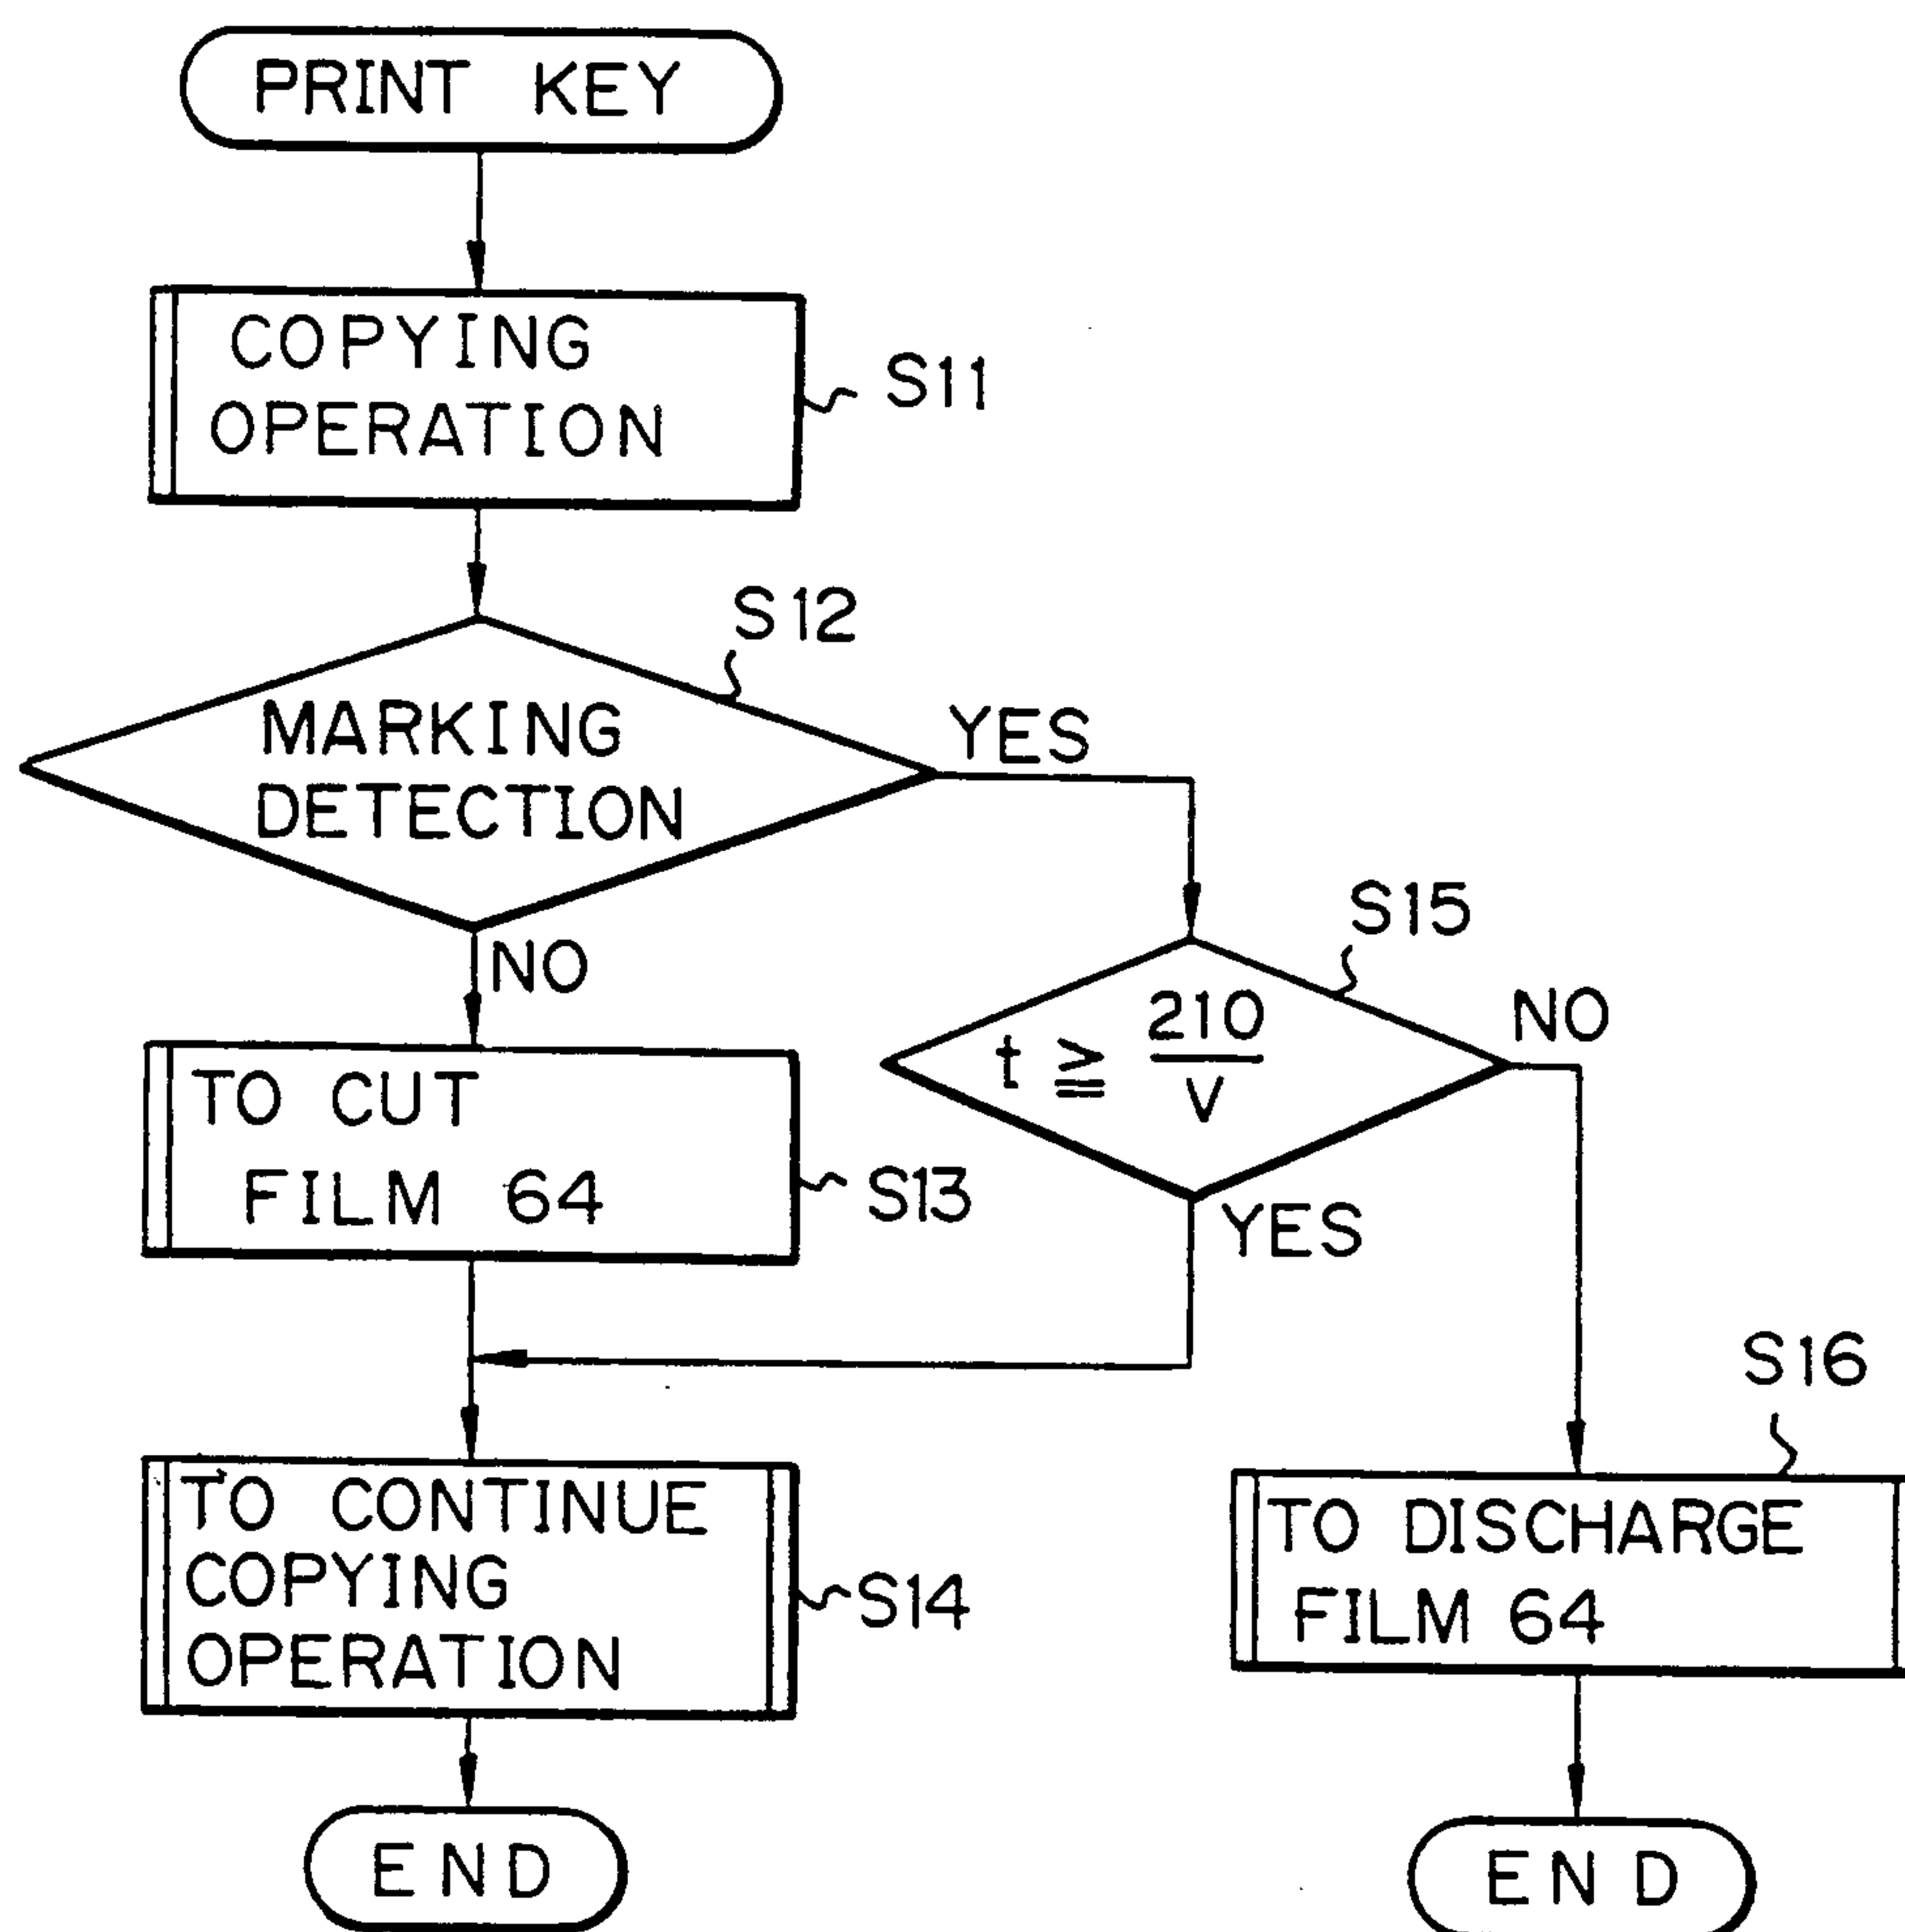 PRINT KEY
COPYING
OPERATION
S11
S12
MARKING
DETECTION
YES
NO
S15
t ≧ 210/V
NO
YES
TO CUT
FILM 64
S13
S16
TO CONTINUE
COPYING
OPERATION
S14
TO DISCHARGE
FILM 64
END
END